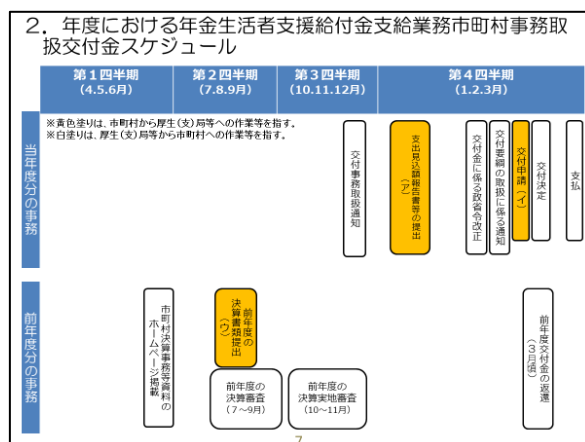 2．年度における年金生活者支援給付金支給業務市町村事務取
扱交付金スケジュール
第１四半期
(4.5.6月)
第２四半期
(7.8.9月)
第３四半期
(10.11.12月)
第４四半期
(1.2.3月)
当年度分の事務
※黄色塗りは、市町村から厚生(支)局等への作業等を指す。
※白塗りは、厚生(支)局等から市町村への作業等を指す。
交付事務取扱通知
支出見込額報告書等の提出
(ア)
交付金に係る政省令改正
交付要綱の取扱に係る通知
交付申請(イ)
交付決定
支払
前年度分の事務
市町村決算事務等資料の
ホームページ掲載
前年度の
決算書類提出
(ウ)
前年度の
決算審査
(７～9月)
前年度の
決算実地審査
(10～11月)
前年度交付金の返還
(３月頃)
7